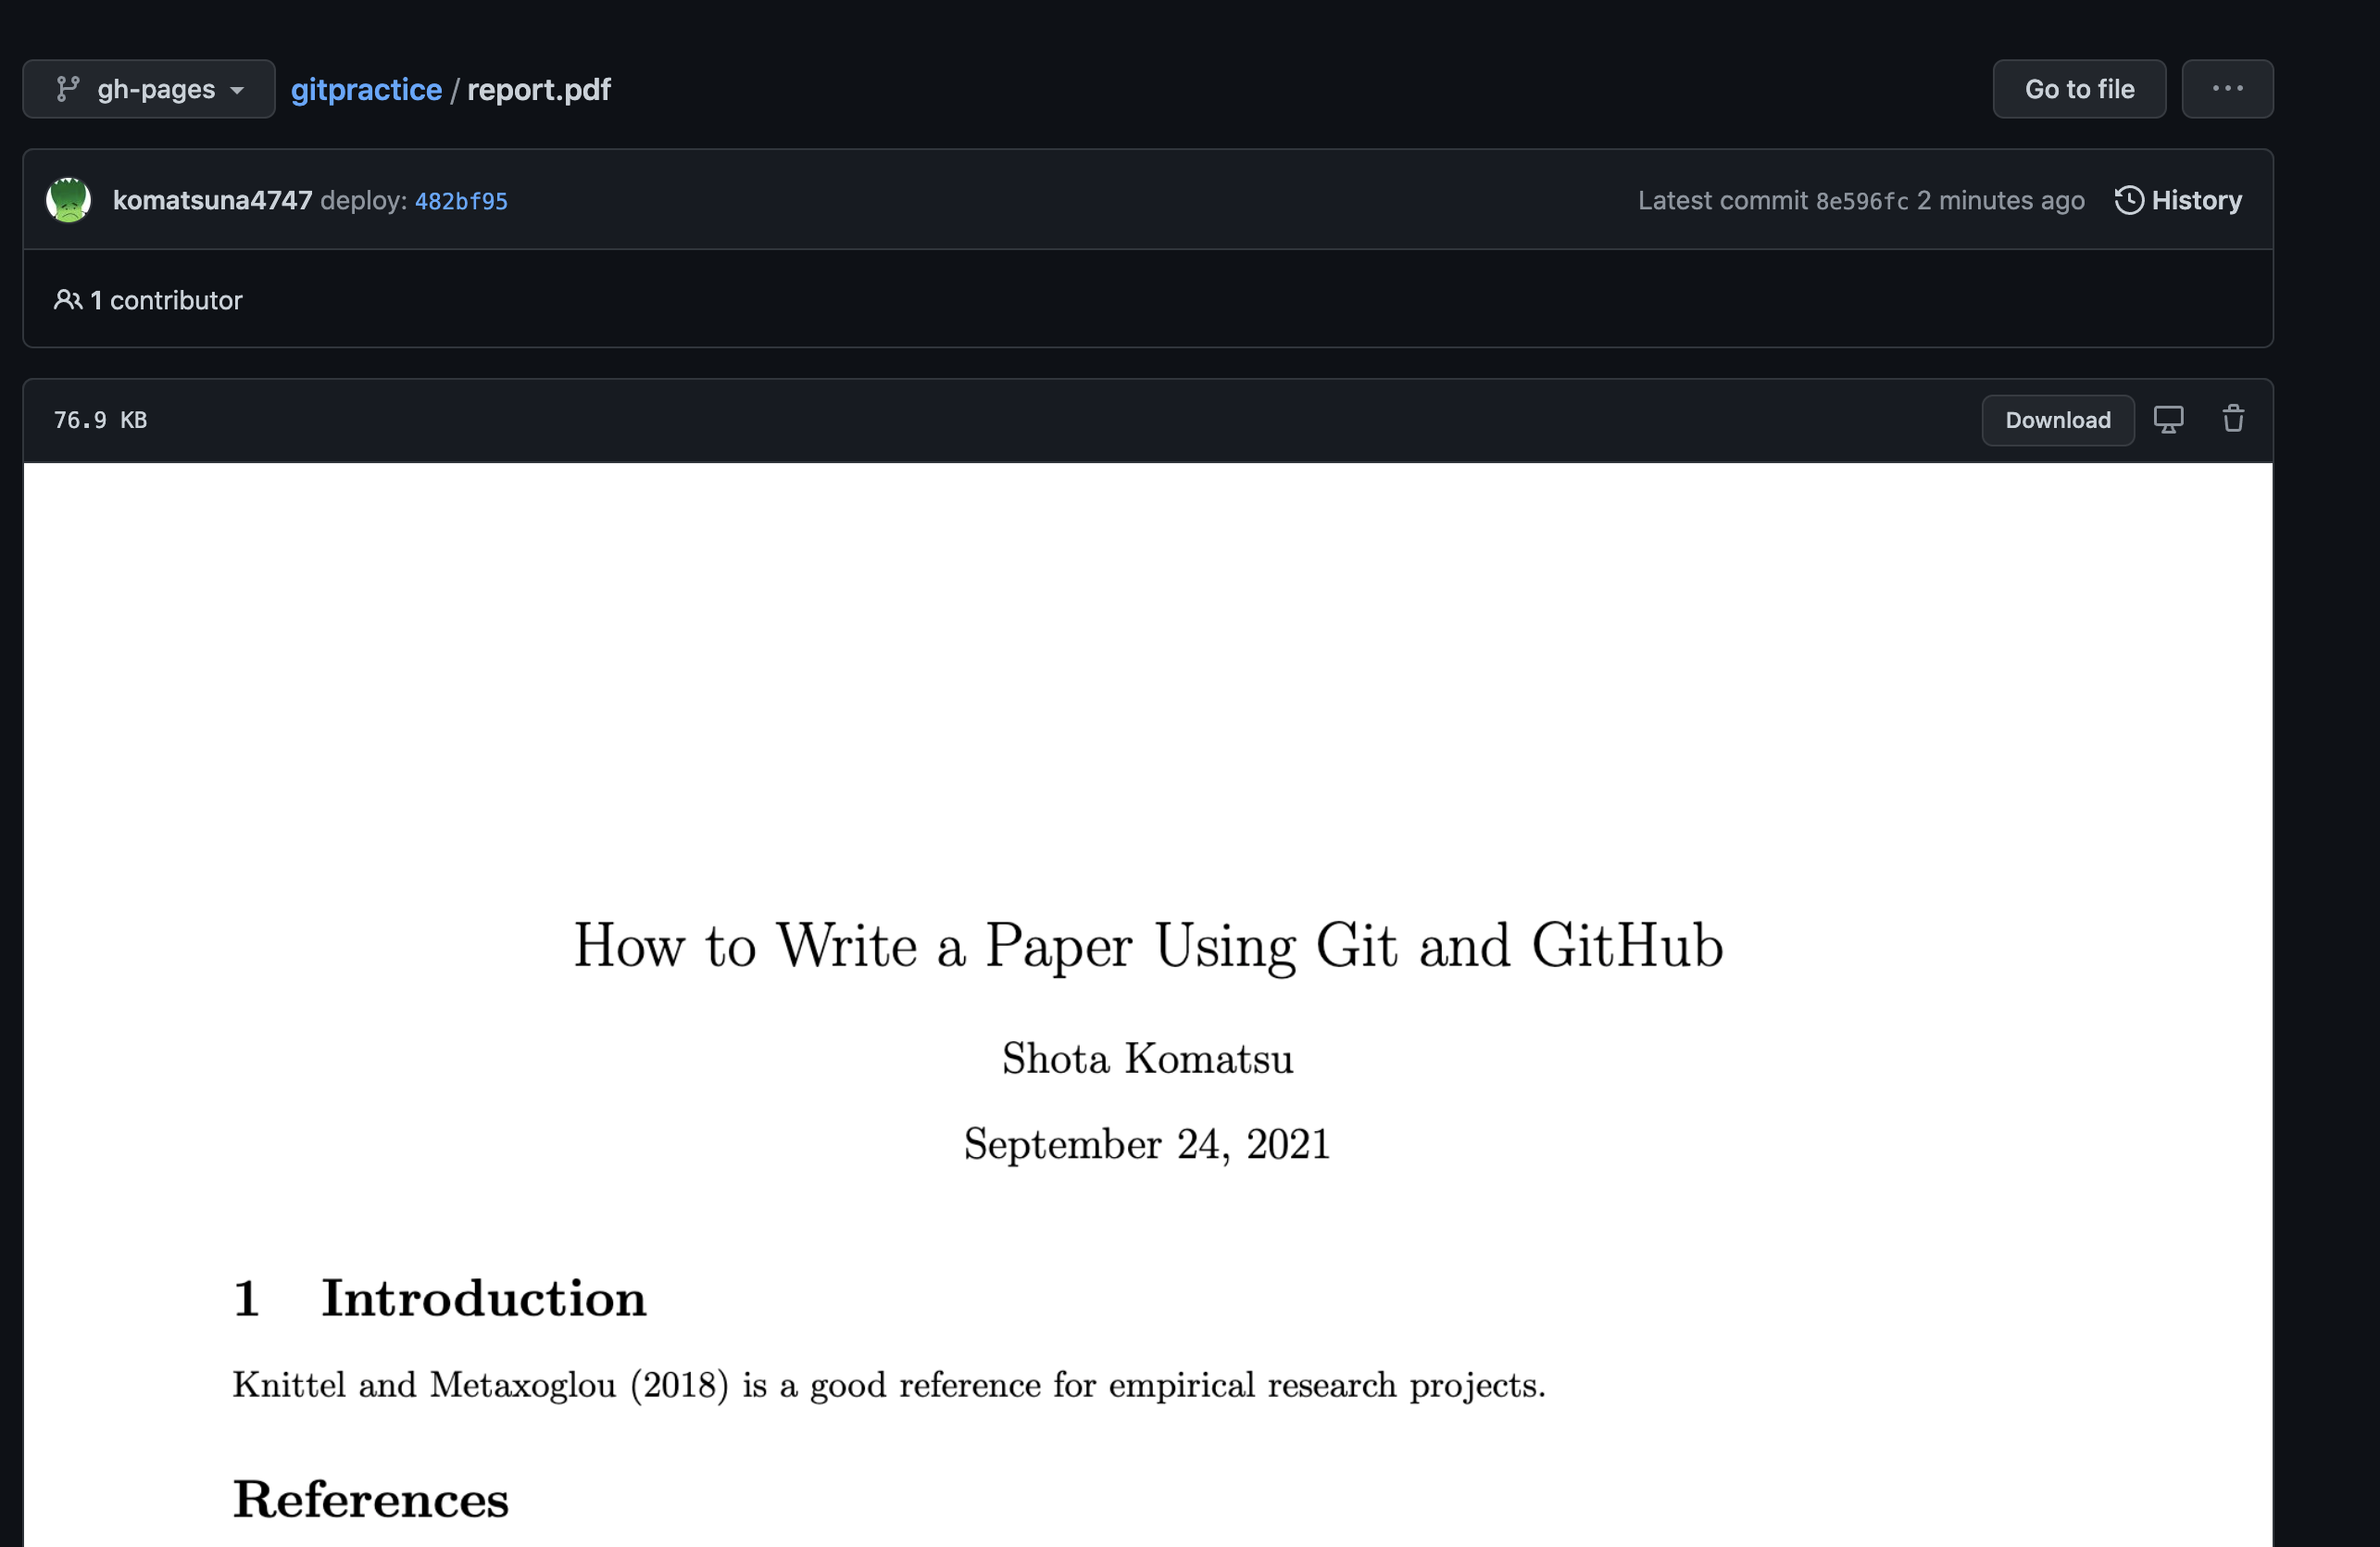 gh-pages gitpractice / report.pdf Go to file ...
komatsuna4747 deploy: 482bf95 Latest commit 8e596fc 2 minutes ago History
1 contributor
76.9 KB Download
How to Write a Paper Using Git and GitHub
Shota Komatsu
September 24, 2021
1 Introduction
Knittel and Metaxoglou (2018) is a good reference for empirical research projects.
References